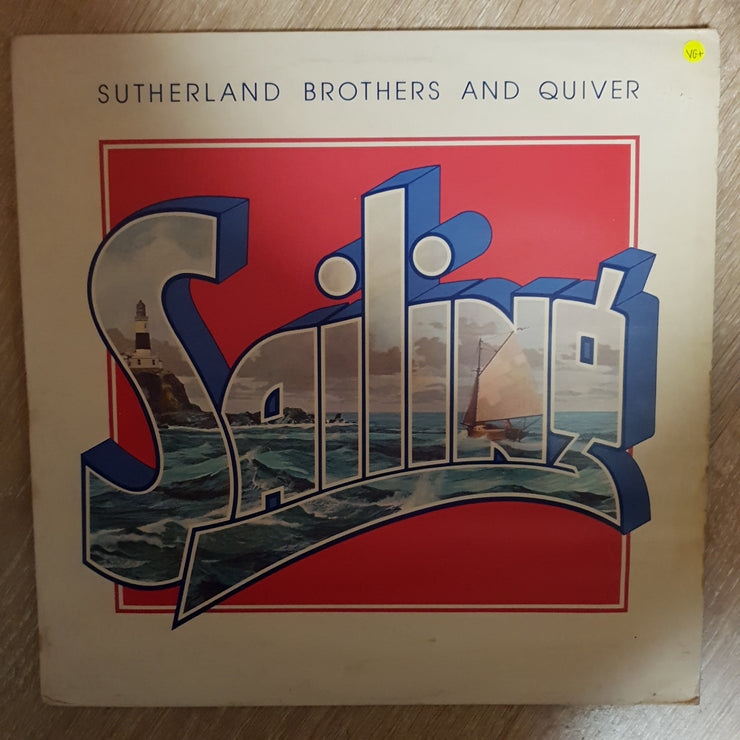 VG+
SUTHERLAND BROTHERS AND QUIVER
Sailing